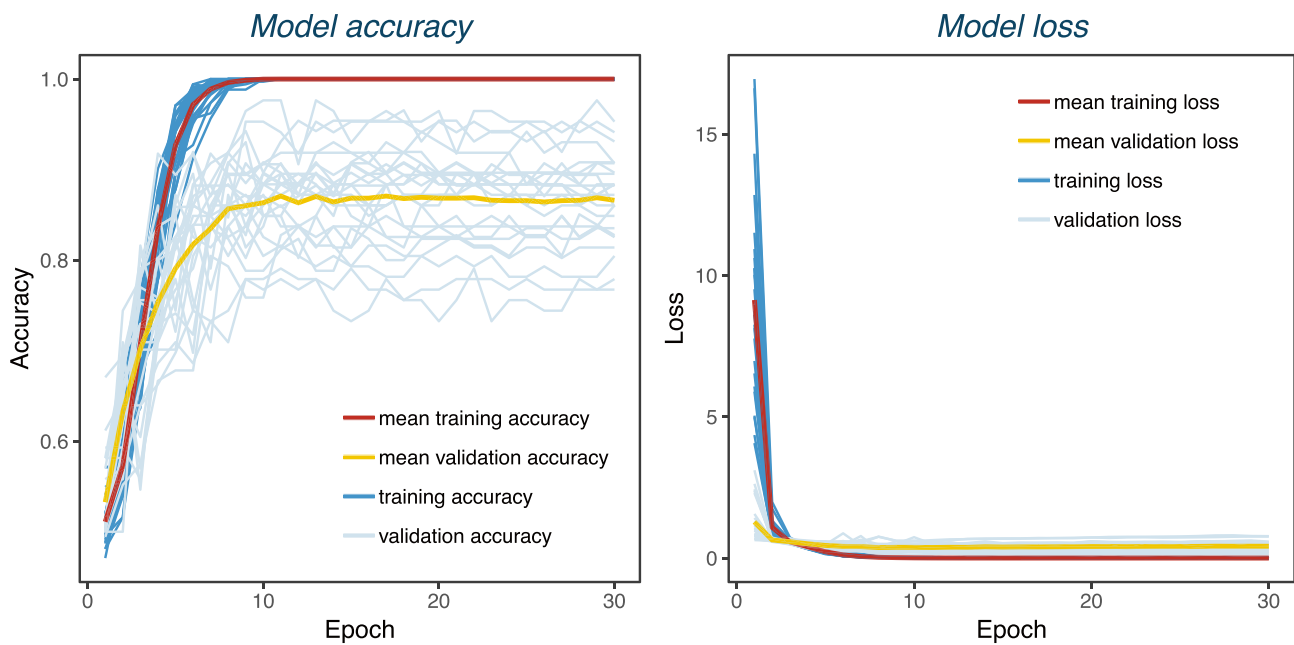 Model accuracy
Accuracy
1.0
0.8
0.6
mean training accuracy
mean validation accuracy
training accuracy
validation accuracy
0
10
20
30
Epoch
Model loss
Loss
15
10
5
0
mean training loss
mean validation loss
training loss
validation loss
0
10
20
30
Epoch